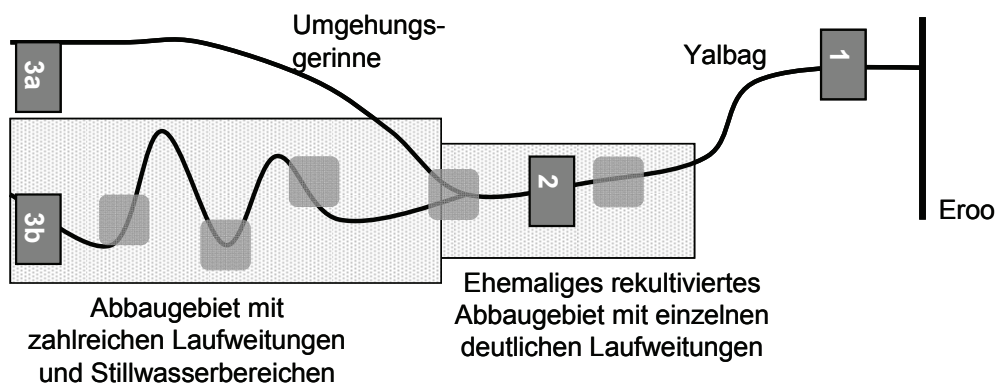 Umgehungs-
gerinne
Yalbag
1
3a
2
3b
Eroo
Abbaugebiet mit
zahlreichen Laufweitungen
und Stillwasserbereichen
Ehemaliges rekultiviertes
Abbaugebiet mit einzelnen
deutlichen Laufweitungen